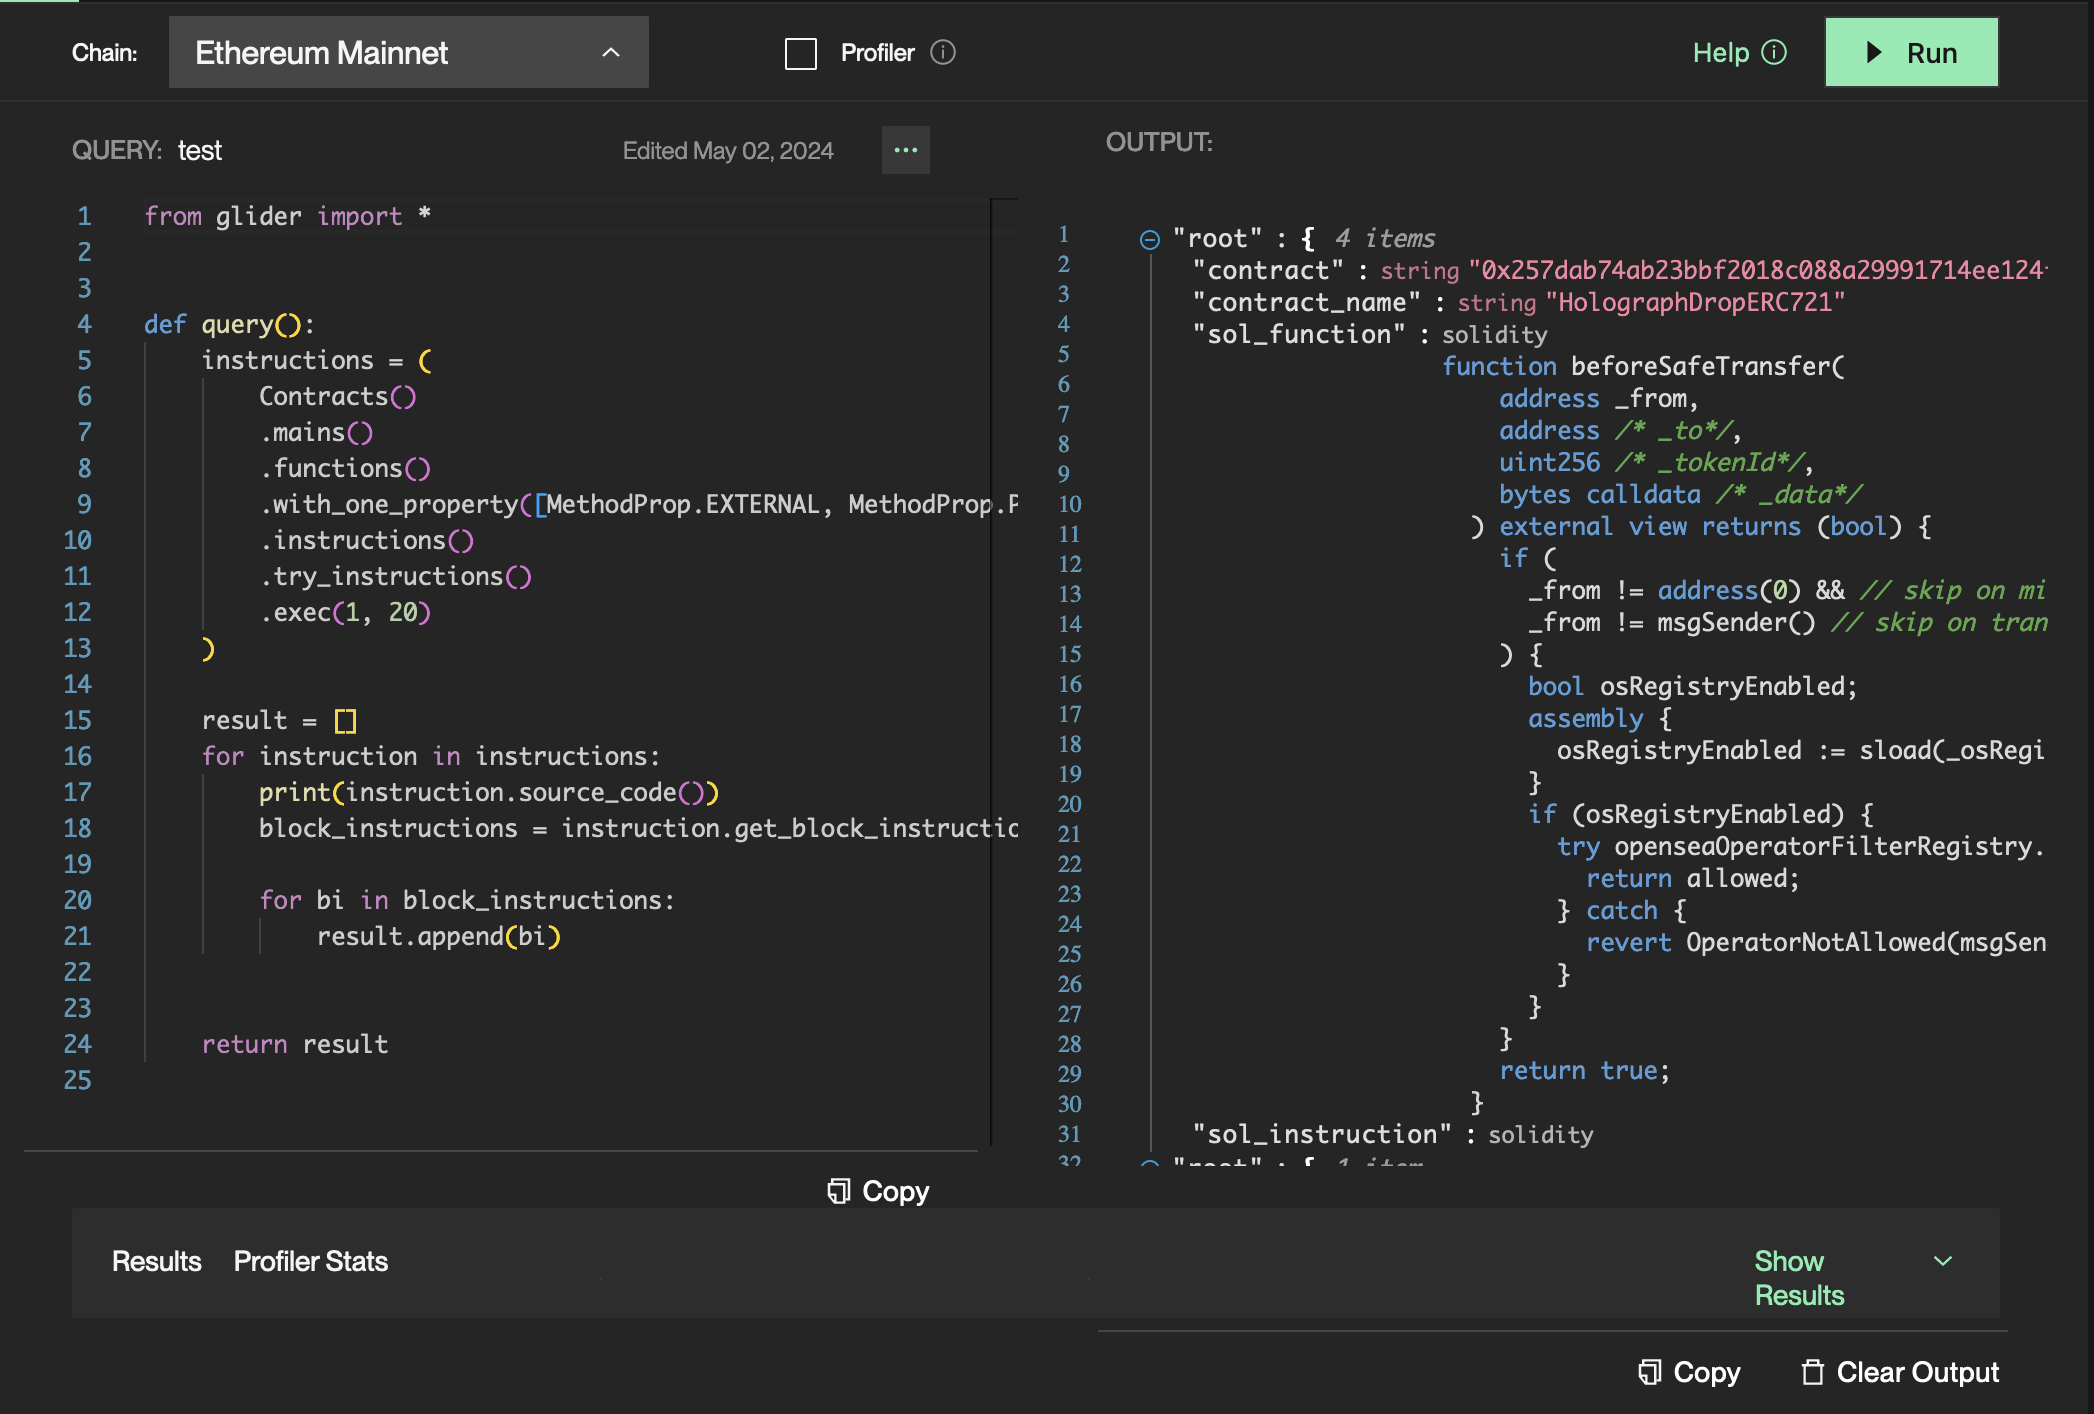 Chain: Ethereum Mainnet Profiler Help Run
QUERY: test Edited May 02, 2024 ...
1 from glider import *
2
3
4 def query():
5 instructions = (
6 Contracts()
7 .mains()
8 .functions()
9 .with_one_property([MethodProp.EXTERNAL, MethodProp.P
10 .instructions()
11 .try_instructions()
12 .exec(1, 20)
13 )
14
15 result = []
16 for instruction in instructions:
17 print(instruction.source_code())
18 block_instructions = instruction.get_block_instructio
19
20 for bi in block_instructions:
21 result.append(bi)
22
23
24 return result
25
Copy
OUTPUT:
1 "root" : { 4 items
2 "contract" : string "0x257dab74ab23bbf2018c088a29991714ee124
3 "contract_name" : string "HolographDropERC721"
4 "sol_function" : solidity
5 function beforeSafeTransfer(
6 address _from,
7 address /* _to*/,
8 uint256 /* _tokenId*/,
9 bytes calldata /* _data*/
10 ) external view returns (bool) {
11 if (
12 _from != address(0) && // skip on mi
13 _from != msgSender() // skip on tran
14 ) {
15 bool osRegistryEnabled;
16 assembly {
17 osRegistryEnabled := sload(_osRegi
18 }
19 if (osRegistryEnabled) {
20 try openseaOperatorFilterRegistry.
21 return allowed;
22 } catch {
23 revert OperatorNotAllowed(msgSen
24 }
25 }
26 }
27 return true;
28 }
29 "sol_instruction" : solidity
30 "root" : { 1 item
31
32
Results Profiler Stats Show Results
Copy Clear Output